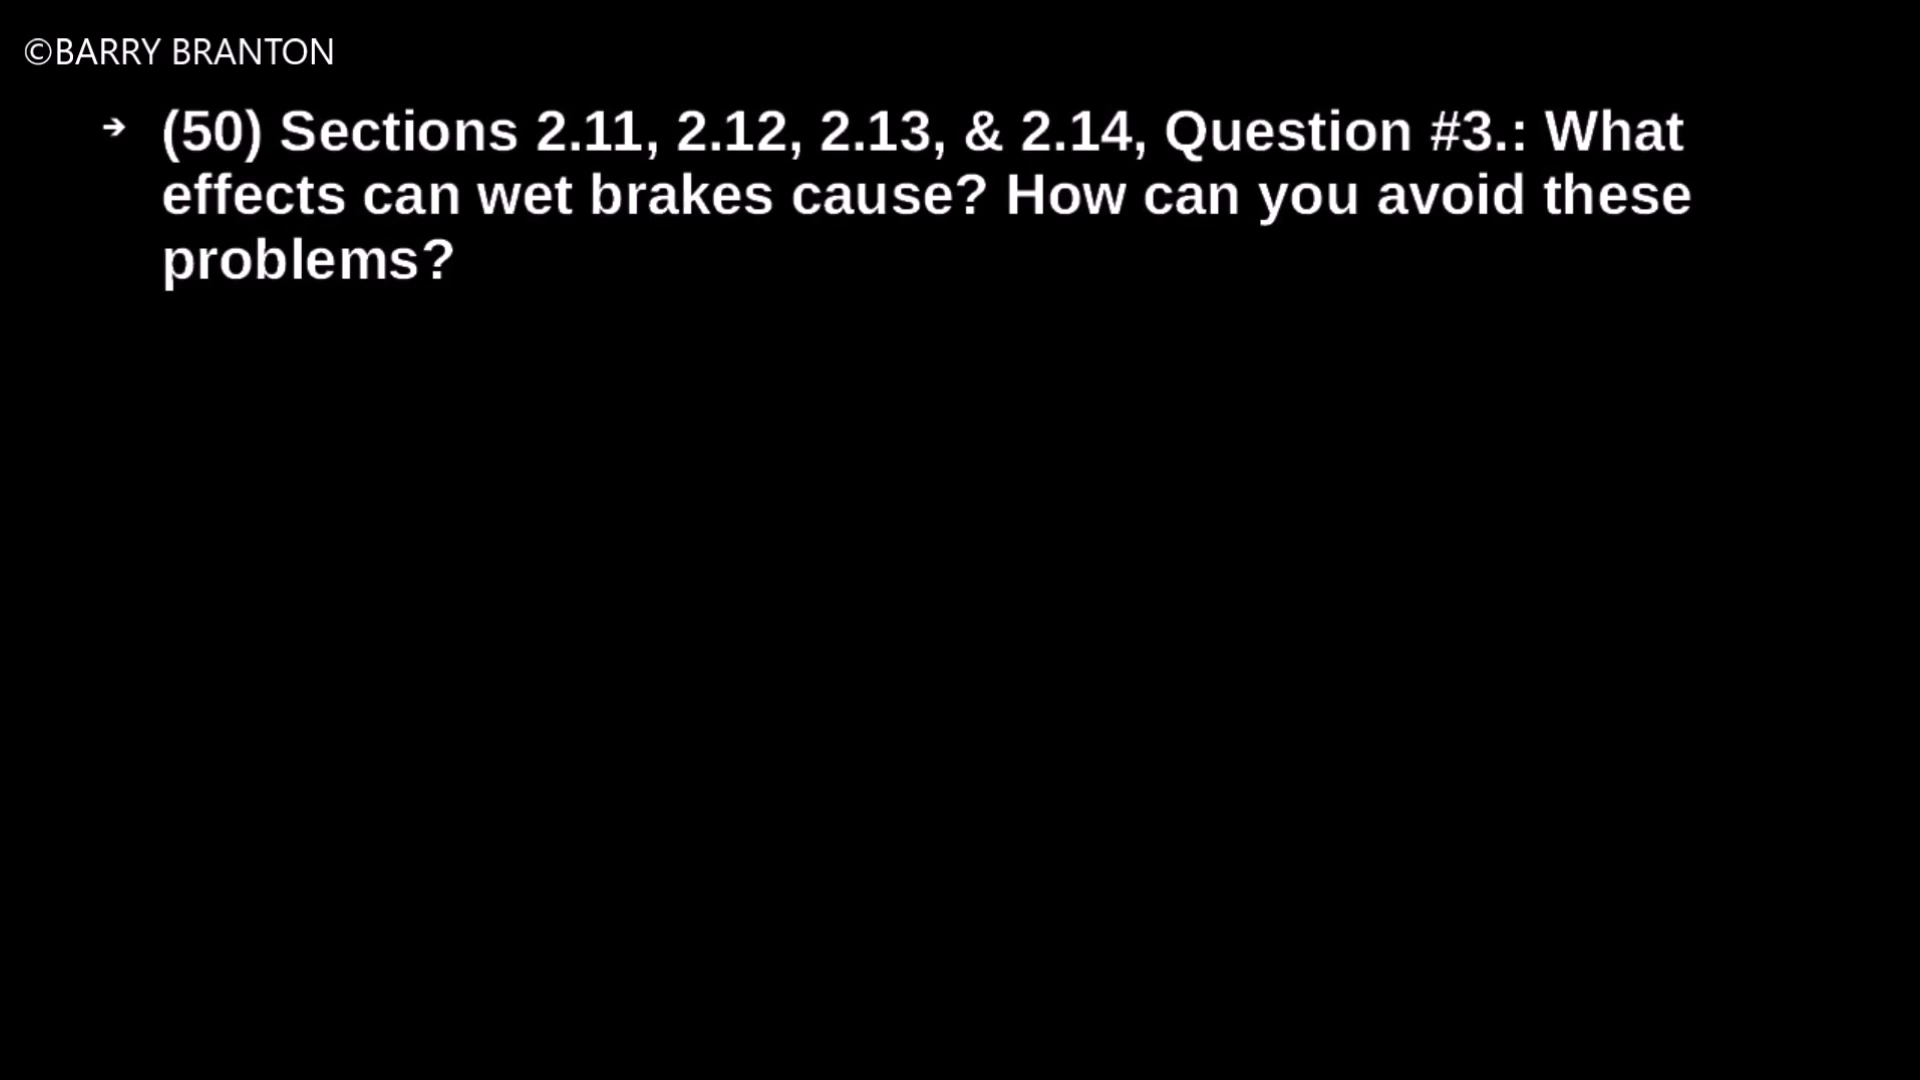 ©BARRY BRANTON
➔ (50) Sections 2.11, 2.12, 2.13, & 2.14, Question #3.: What
effects can wet brakes cause? How can you avoid these
problems?